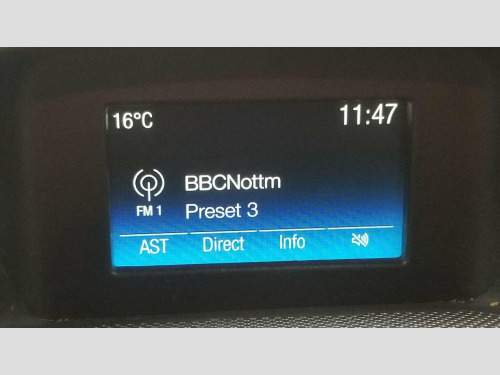 16°C 11:47
BBCNottm
FM 1 Preset 3
AST Direct Info